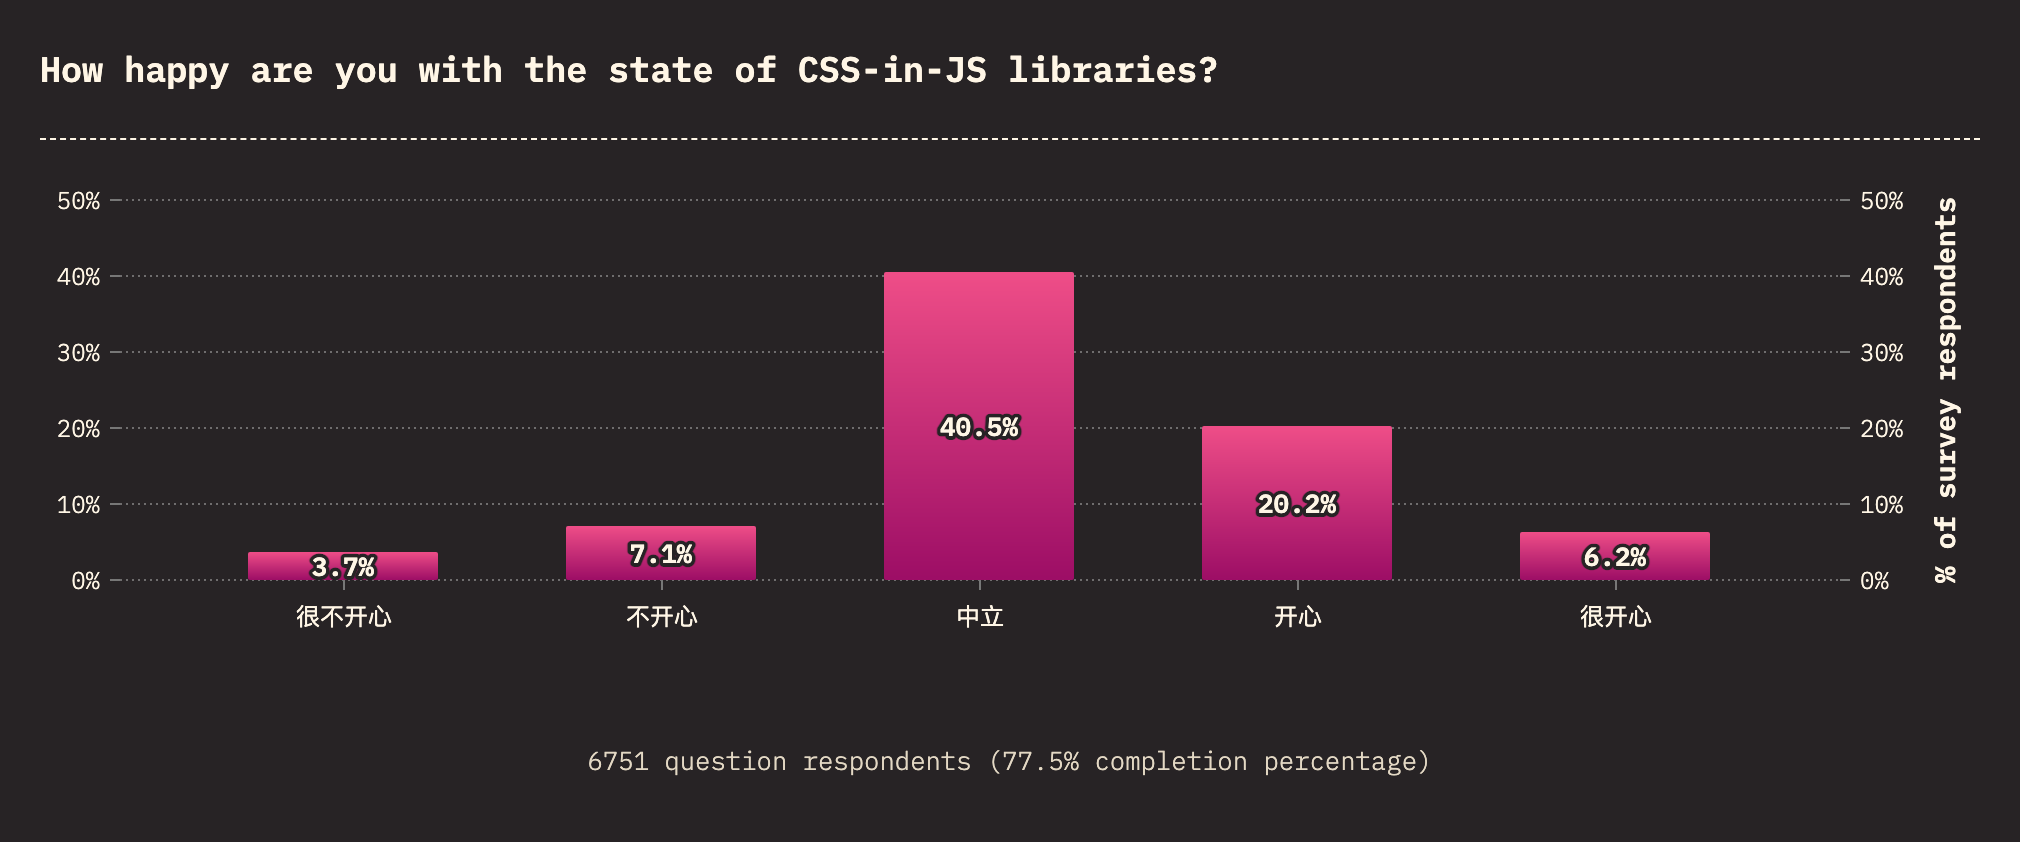 How happy are you with the state of CSS-in-JS libraries?
50% 50%
40% 40%
30% 30%
20% 20%
10% 10%
0% 0%
% of survey respondents
3.7%
7.1%
40.5%
20.2%
6.2%
很不开心 不开心 中立 开心 很开心
6751 question respondents (77.5% completion percentage)